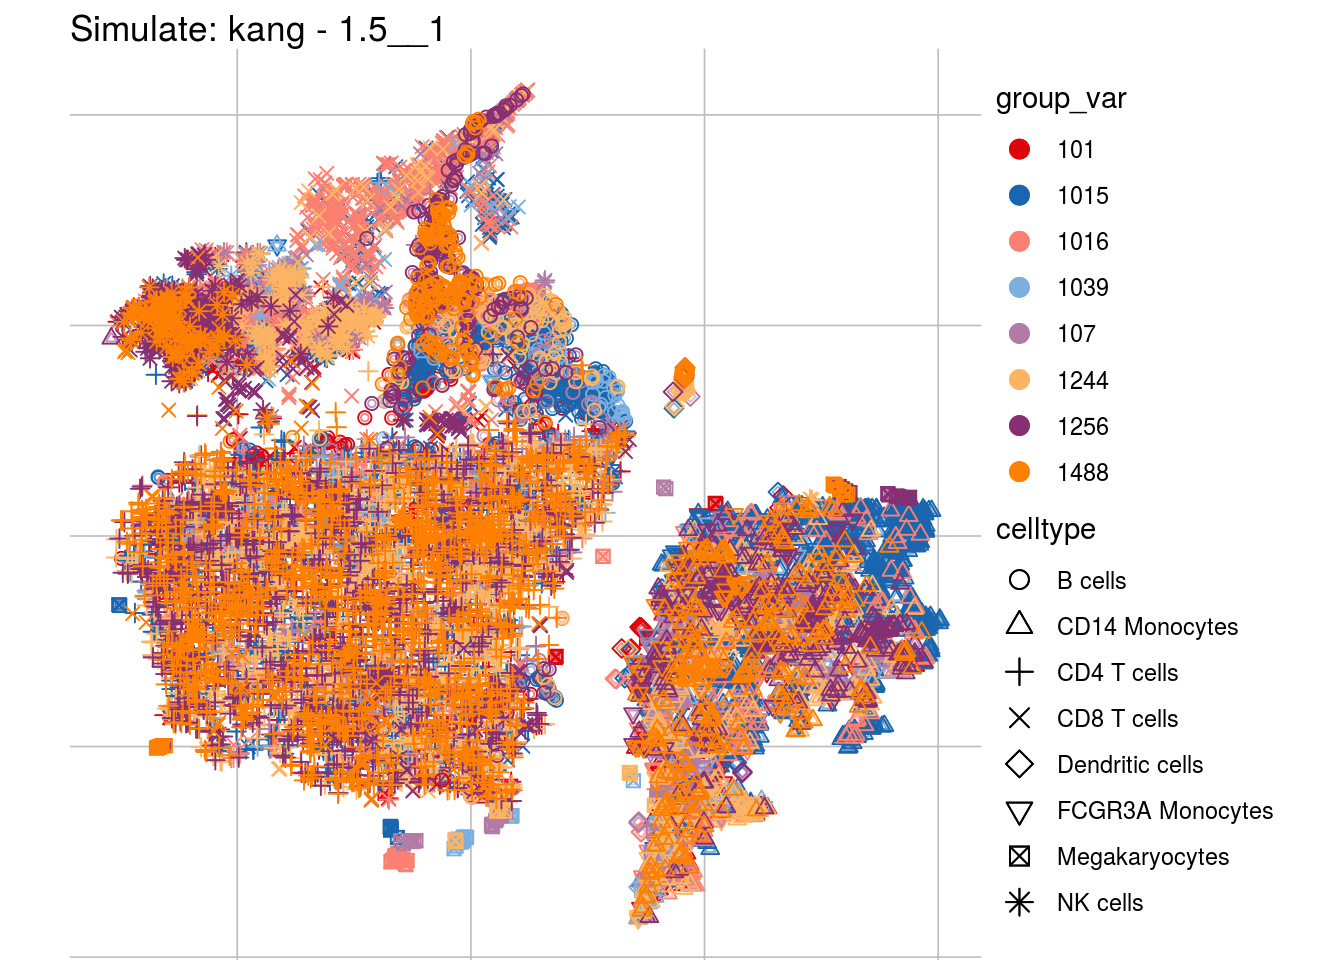 Simulate: kang - 1.5__1
group_var
101
1015
1016
1039
107
1244
1256
1488
celltype
B cells
CD14 Monocytes
CD4 T cells
CD8 T cells
Dendritic cells
FCGR3A Monocytes
Megakaryocytes
NK cells